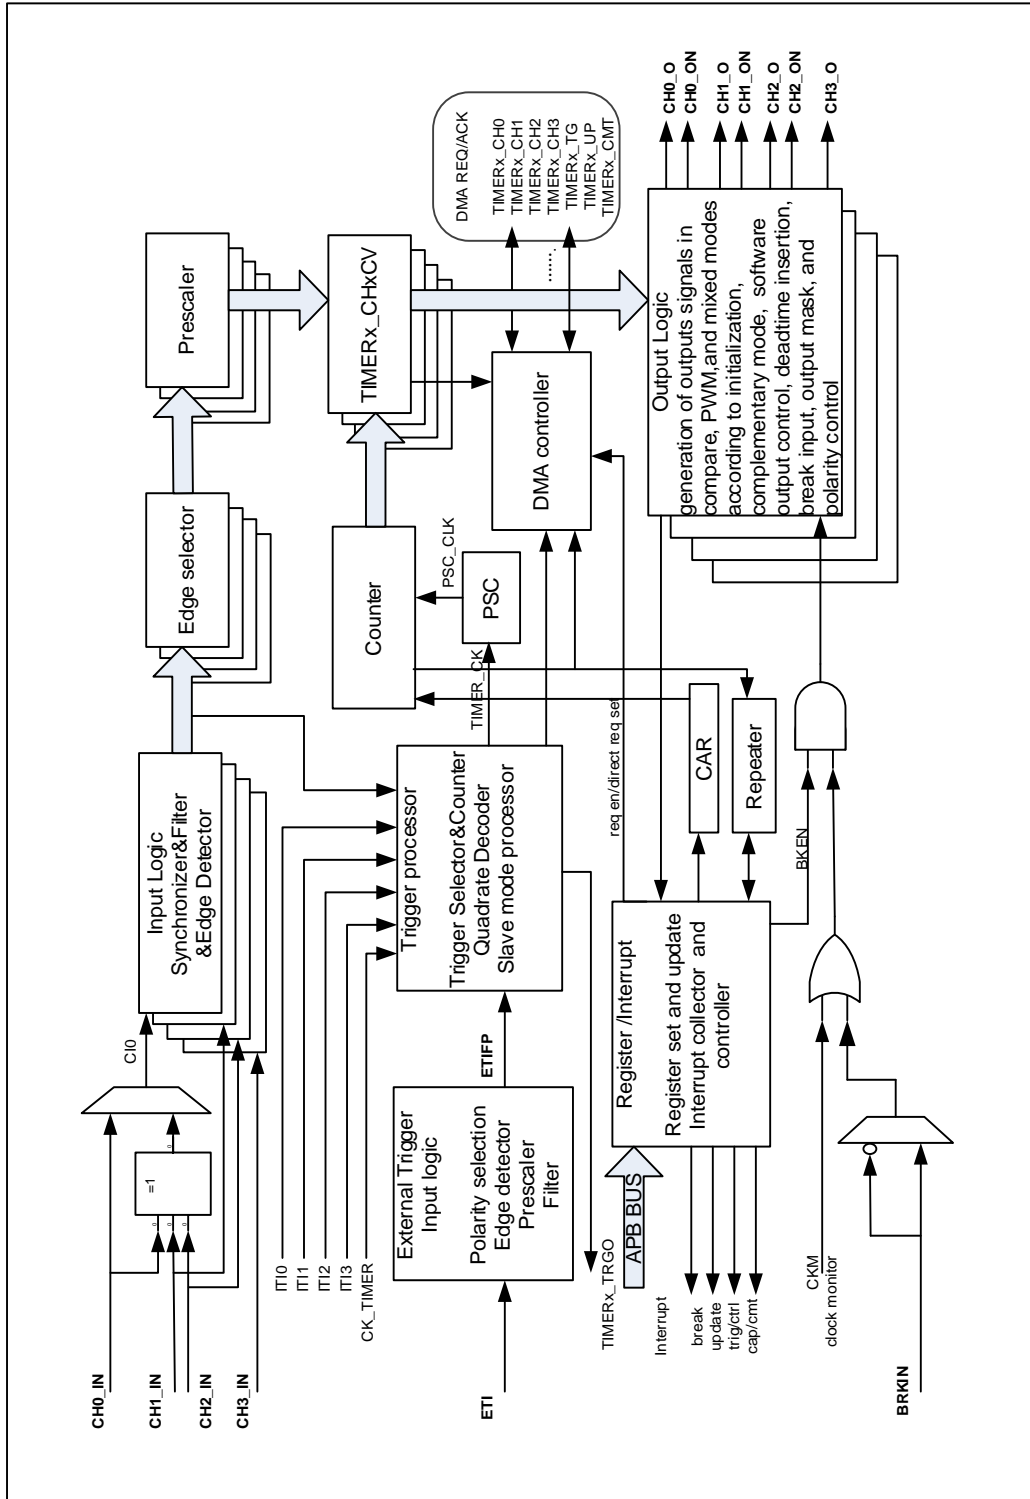 CH0_IN
CH1_IN
CH2_IN
CH3_IN
=1
0
0
0
0
CI0
Input Logic
Synchronizer&Filter
&Edge Detector
Edge selector
Prescaler
ITI0
ITI1
ITI2
ITI3
CK_TIMER
Trigger processor
Trigger Selector&Counter
Quadrate Decoder
Slave mode processor
TIMER_CK
PSC
PSC_CLK
Counter
TIMERx_CHxCV
ETI
External Trigger
Input logic
Polarity selection
Edge detector
Prescaler
Filter
ETIFP
TIMERx_TRGO
DMA controller
DMA REQ/ACK
TIMERx_CH0
TIMERx_CH1
TIMERx_CH2
TIMERx_CH3
TIMERx_TG
TIMERx_UP
TIMERx_CMT
........
APB BUS
Register /Interrupt
Register set and update
Interrupt collector and
controller
req en/direct req set
Interrupt
break
update
trig/ctrl
cap/cmt
CAR
Repeater
BKEN
CKM
clock monitor
BRKIN
Output Logic
generation of outputs signals in
compare, PWM,and mixed modes
according to initialization,
complementary mode, software
output control, deadtime insertion,
break input, output mask, and
polarity control
CH0_O
CH0_ON
CH1_O
CH1_ON
CH2_O
CH2_ON
CH3_O